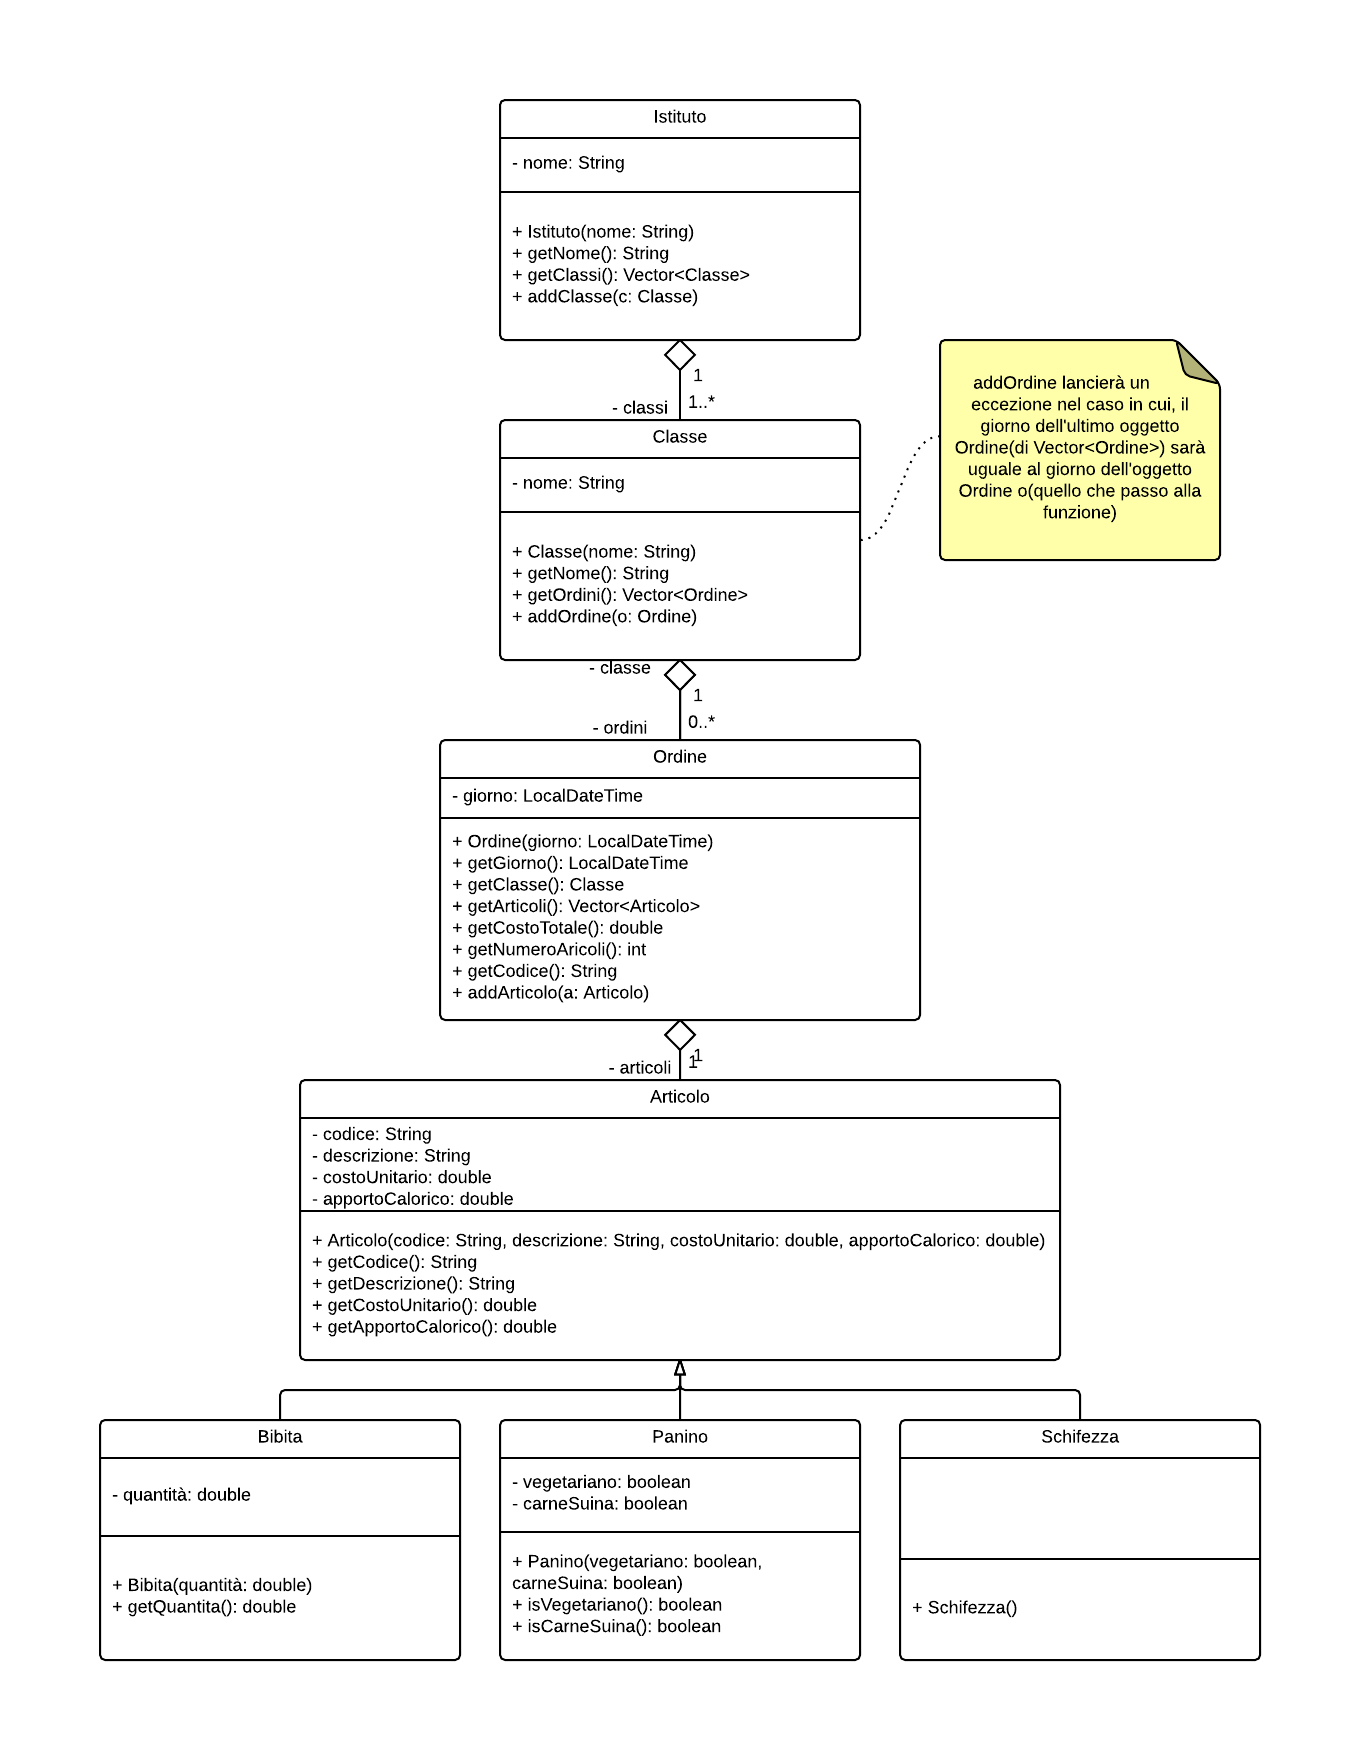 Istituto
- nome: String
+ Istituto(nome: String)
+ getNome(): String
+ getClassi(): Vector<Classe>
+ addClasse(c: Classe)
1
1..*
- classi
addOrdine lancierà un
eccezione nel caso in cui, il
giorno dell'ultimo oggetto
Ordine(di Vector<Ordine>) sarà
uguale al giorno dell'oggetto
Ordine o(quello che passo alla
funzione)
Classe
- nome: String
+ Classe(nome: String)
+ getNome(): String
+ getOrdini(): Vector<Ordine>
+ addOrdine(o: Ordine)
- classe
1
0..*
- ordini
Ordine
- giorno: LocalDateTime
+ Ordine(giorno: LocalDateTime)
+ getGiorno(): LocalDateTime
+ getClasse(): Classe
+ getArticoli(): Vector<Articolo>
+ getCostoTotale(): double
+ getNumeroAricoli(): int
+ getCodice(): String
+ addArticolo(a: Articolo)
1
1
- articoli
Articolo
- codice: String
- descrizione: String
- costoUnitario: double
- apportoCalorico: double
+ Articolo(codice: String, descrizione: String, costoUnitario: double, apportoCalorico: double)
+ getCodice(): String
+ getDescrizione(): String
+ getCostoUnitario(): double
+ getApportoCalorico(): double
Bibita
- quantità: double
+ Bibita(quantità: double)
+ getQuantita(): double
Panino
- vegetariano: boolean
- carneSuina: boolean
+ Panino(vegetariano: boolean,
carneSuina: boolean)
+ isVegetariano(): boolean
+ isCarneSuina(): boolean
Schifezza
+ Schifezza()